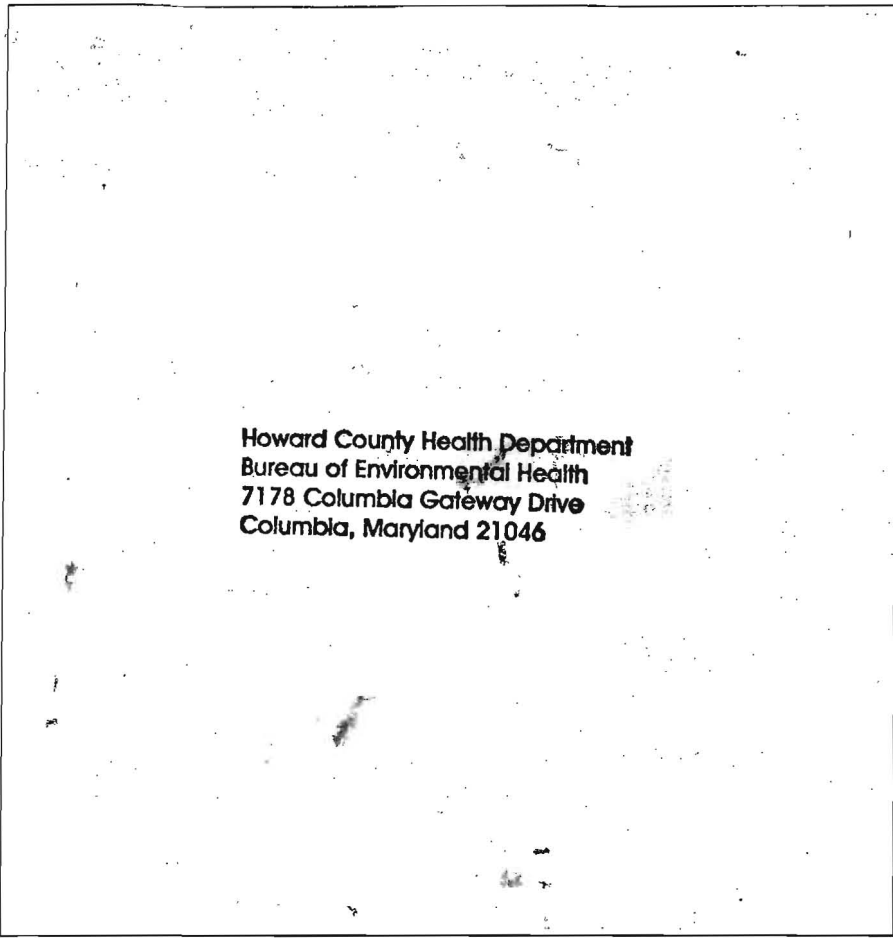 Howard County Health Department
Bureau of Environmental Health
7178 Columbia Gateway Drive
Columbia, Maryland 21046